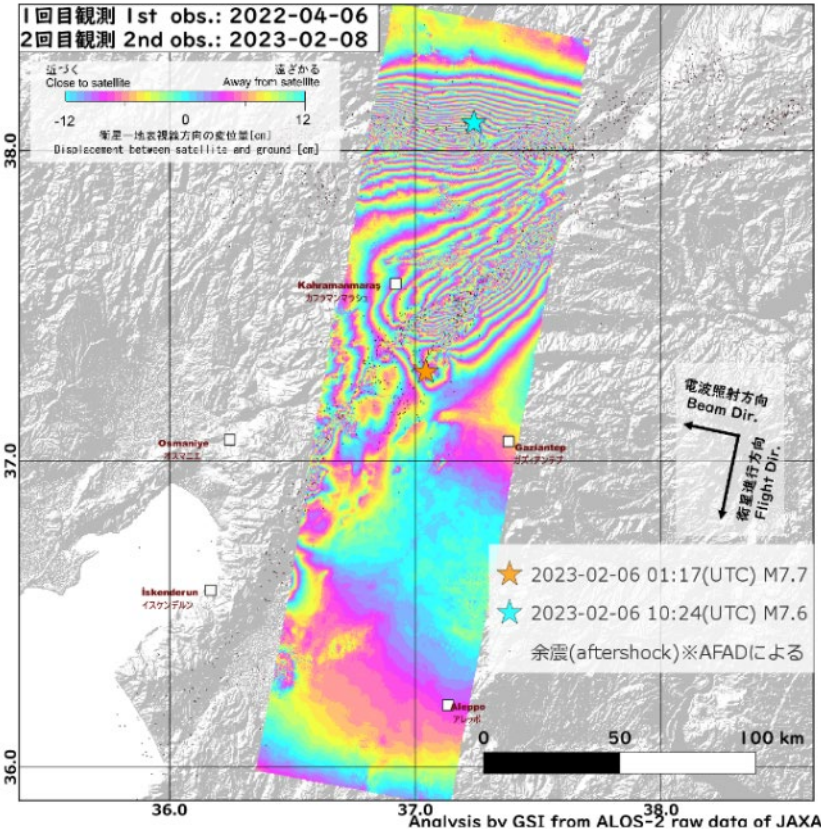 1回目観測 1st obs.: 2022-04-06
2回目観測 2nd obs.: 2023-02-08
近づく 遠ざかる
Close to satellite Away from satellite
-12 0 12
衛星－地表視線方向の変位量[cm]
Displacement between satellite and ground [cm]
38.0
Kahramanmaraş
カフラマンマラシュ
電波照射方向
Beam Dir.
衛星進行方向
Flight Dir.
Osmaniye
オスマニエ
Gaziantep
ガズィアンテプ
37.0
2023-02-06 01:17(UTC) M7.7
2023-02-06 10:24(UTC) M7.6
余震(aftershock)※AFADによる
İskenderun
イスケンデルン
Aleppo
アレッポ
0 50 100 km
36.0
36.0 37.0 38.0
Analysis by GSI from ALOS-2 raw data of JAXA